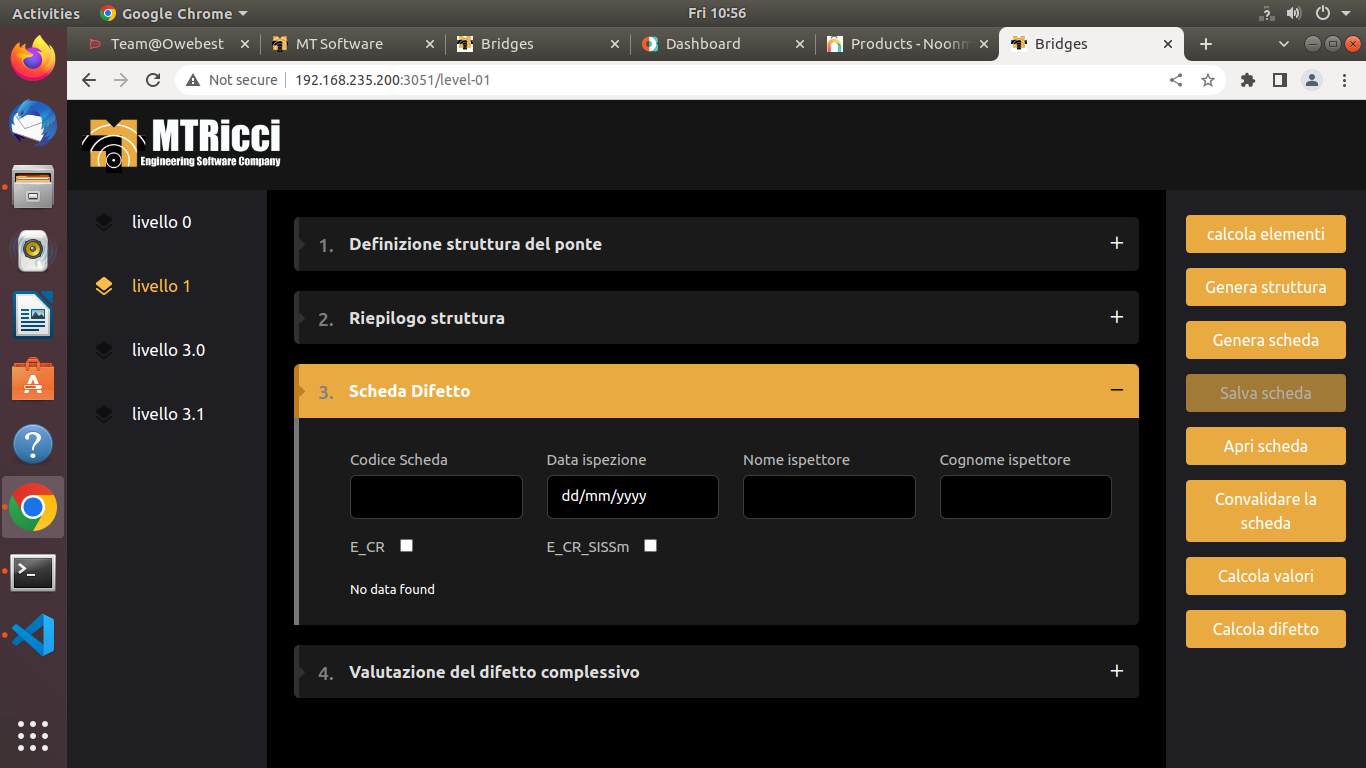 Activities
Google Chrome
Fri 10:56
Team@Owebest
MT Software
Bridges
Dashboard
Products - Noonm
Bridges
Not secure
192.168.235.200:3051/level-01
MTRicci
Engineering Software Company
livello 0
livello 1
livello 3.0
livello 3.1
1. Definizione struttura del ponte +
2. Riepilogo struttura +
3. Scheda Difetto −
Codice Scheda
Data ispezione
Nome ispettore
Cognome ispettore
dd/mm/yyyy
E_CR
E_CR_SISSm
No data found
4. Valutazione del difetto complessivo +
calcola elementi
Genera struttura
Genera scheda
Salva scheda
Apri scheda
Convalidare la
scheda
Calcola valori
Calcola difetto